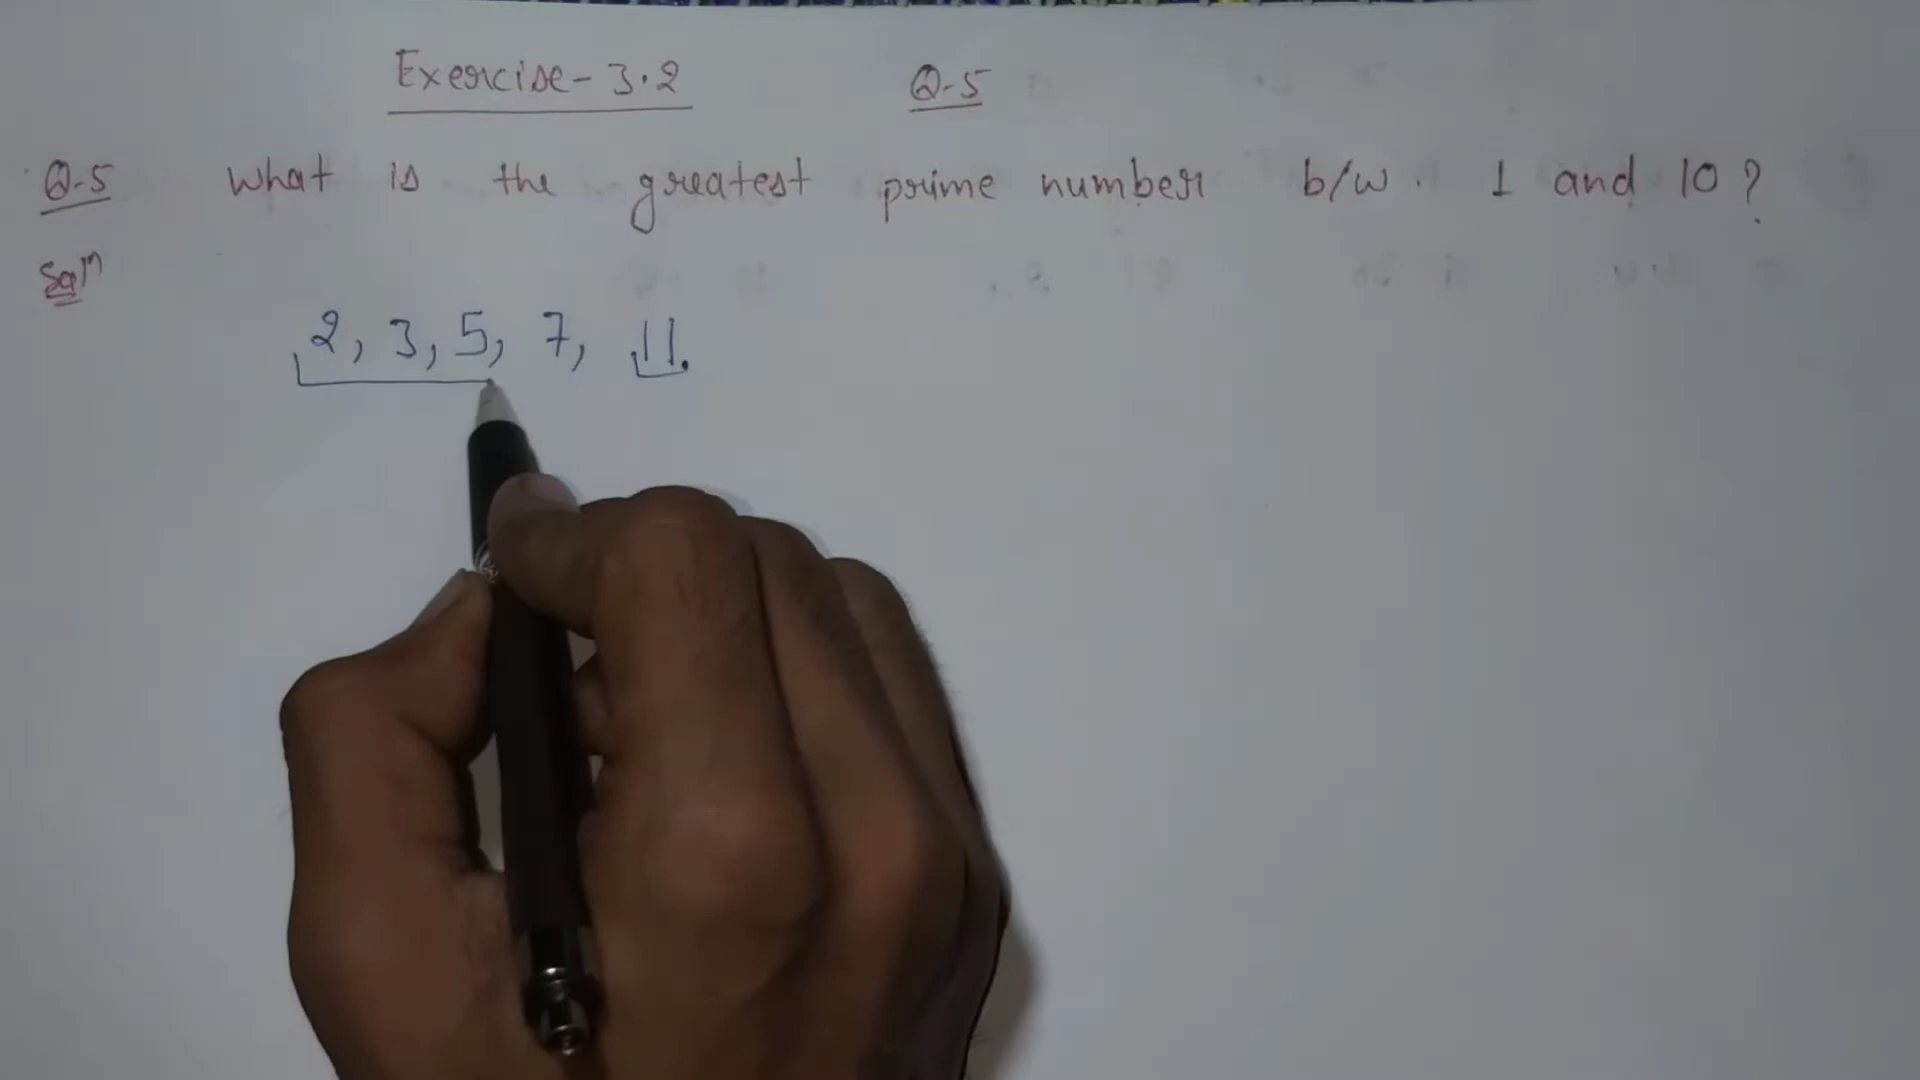 Exercise-3.2 Q-5
Q-5 What is the greatest prime number b/w. 1 and 10?
Solⁿ
2, 3, 5, 7, 11.